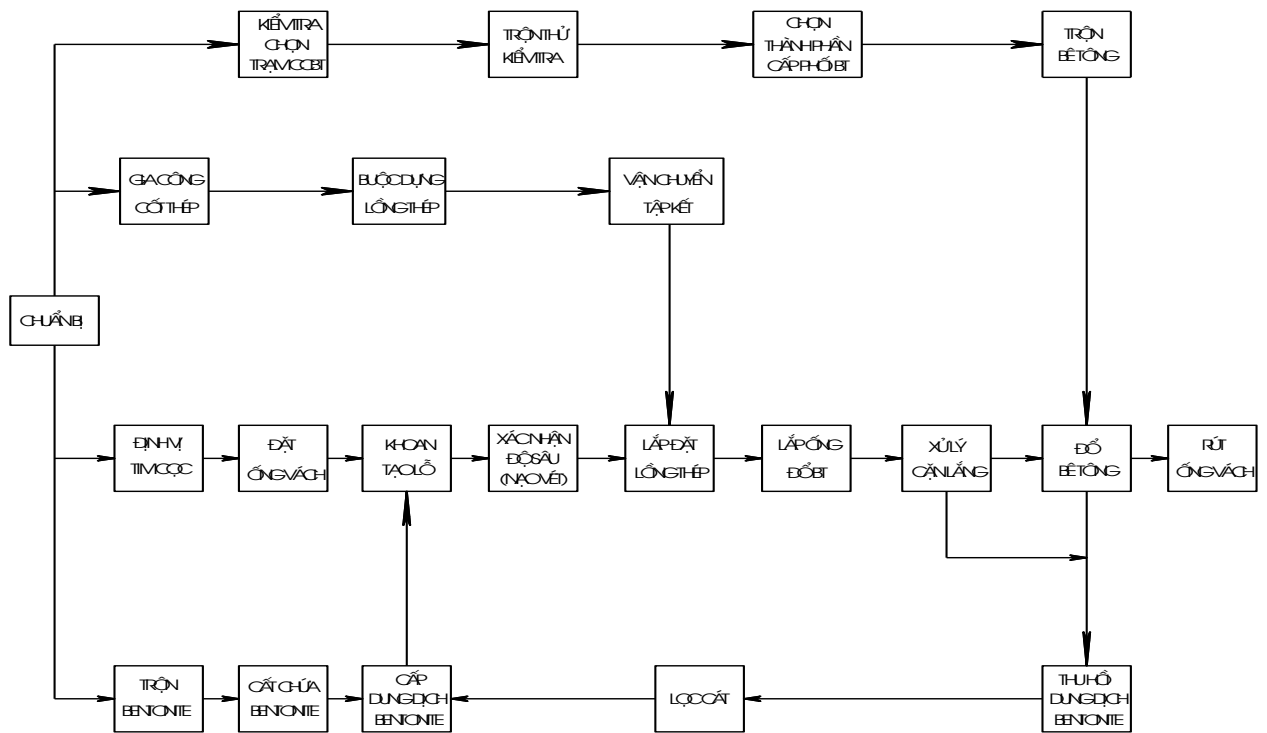 KIỂM TRA
CHỌN
TRẠM CCBT
TRỘN THỬ
KIỂM TRA
CHỌN
THÀNH PHẦN
CẤP PHỐI BT
TRỘN
BÊ TÔNG
GIA CÔNG
CỐT THÉP
BUỘC DỰNG
LỒNG THÉP
VẬN CHUYỂN
TẬP KẾT
CHUẨN BỊ
ĐỊNH VỊ
TIM CỌC
ĐẶT
ỐNG VÁCH
KHOAN
TẠO LỖ
XÁC NHẬN
ĐỘ SÂU
(NẠO VÉT)
LẮP ĐẶT
LỒNG THÉP
LẮP ỐNG
ĐỔ BT
XỬ LÝ
CẶN LẮNG
ĐỔ
BÊ TÔNG
RÚT
ỐNG VÁCH
TRỘN
BENTONITE
CẤT CHỨA
BENTONITE
CẤP
DUNG DỊCH
BENTONITE
LỌC CÁT
THU HỒI
DUNG DỊCH
BENTONITE